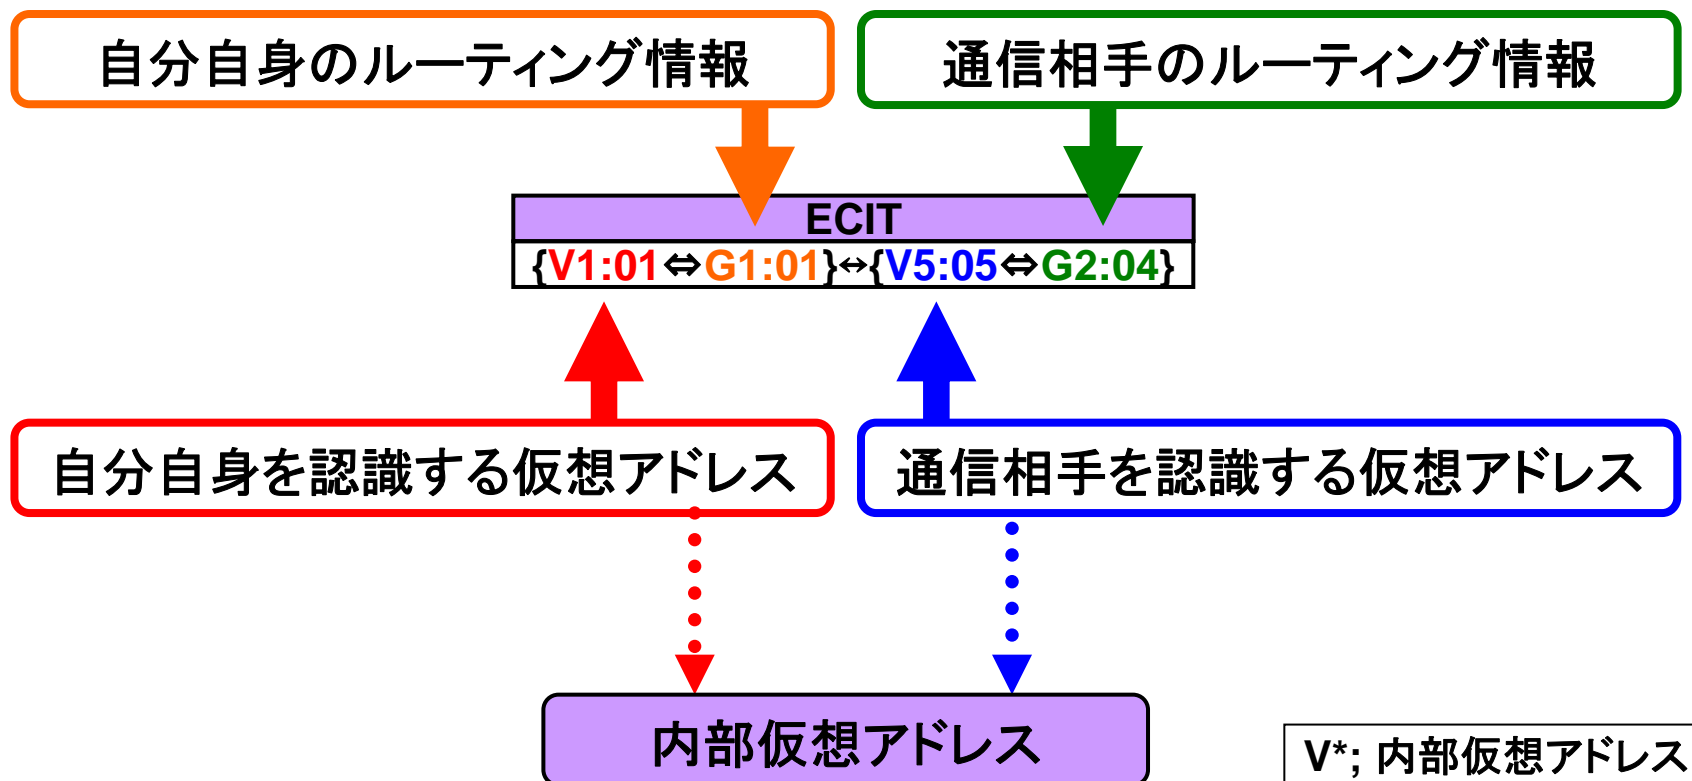 自分自身のルーティング情報
通信相手のルーティング情報
ECIT
{V1:01⇔G1:01}↔{V5:05⇔G2:04}
自分自身を認識する仮想アドレス
通信相手を認識する仮想アドレス
内部仮想アドレス
V*; 内部仮想アドレス